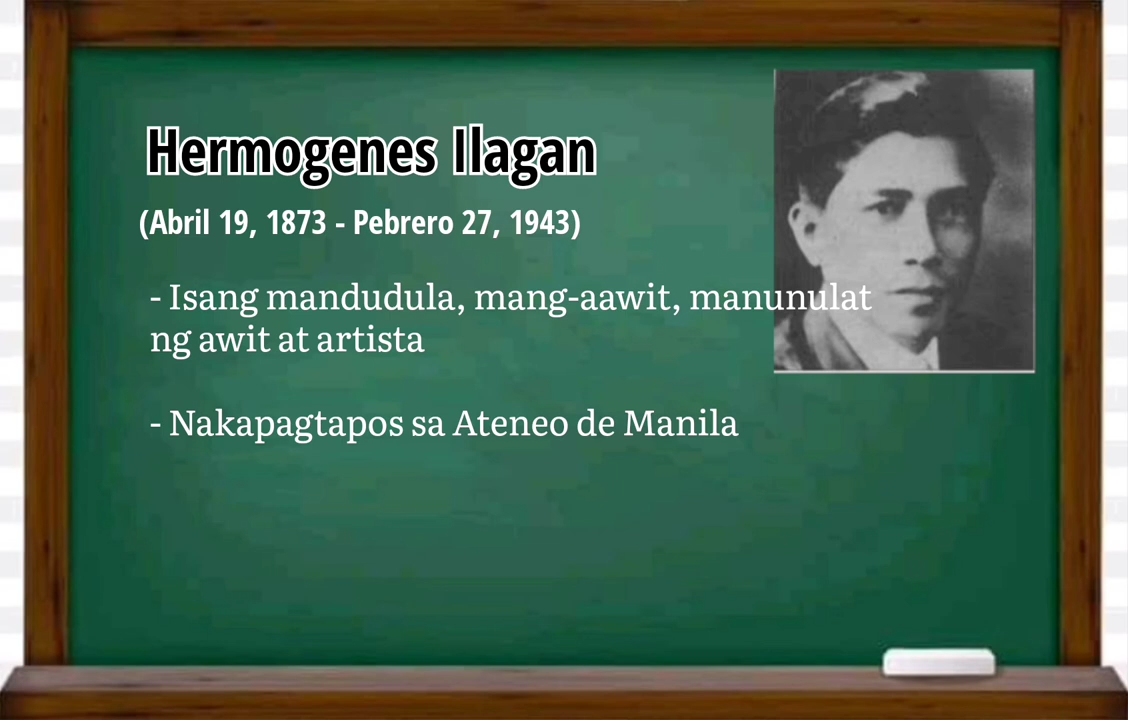 Hermogenes Ilagan
(Abril 19, 1873 - Pebrero 27, 1943)
- Isang mandudula, mang-aawit, manunulat
ng awit at artista
- Nakapagtapos sa Ateneo de Manila